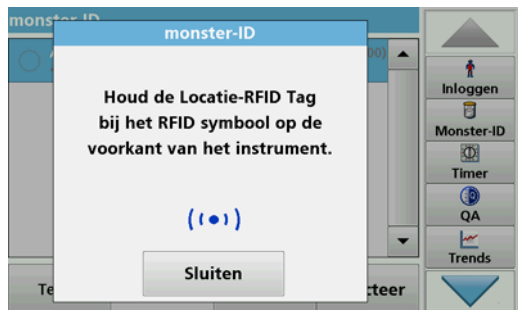 monster-ID
Houd de Locatie-RFID Tag
bij het RFID symbool op de
voorkant van het instrument.
Sluiten
Inloggen
Monster-ID
Timer
QA
Trends